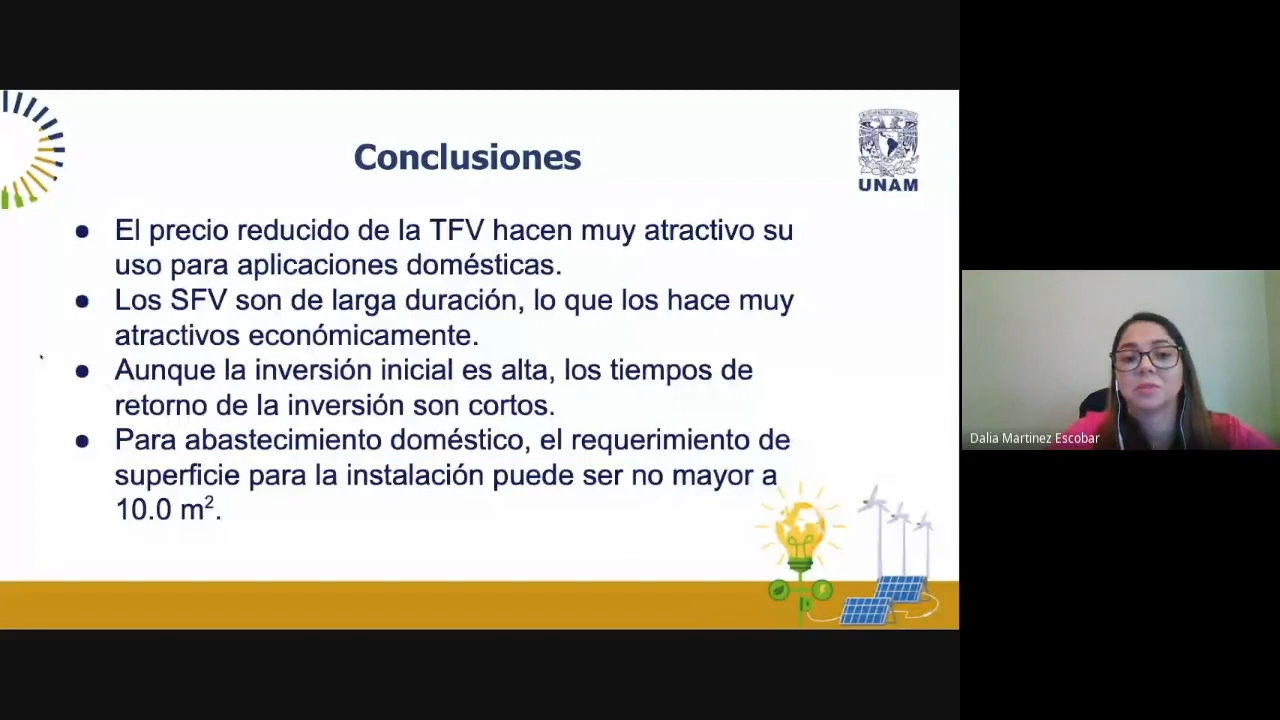 Conclusiones
UNAM
● El precio reducido de la TFV hacen muy atractivo su
uso para aplicaciones domésticas.
● Los SFV son de larga duración, lo que los hace muy
atractivos económicamente.
● Aunque la inversión inicial es alta, los tiempos de
retorno de la inversión son cortos.
● Para abastecimiento doméstico, el requerimiento de
superficie para la instalación puede ser no mayor a
10.0 m².
Dalia Martinez Escobar